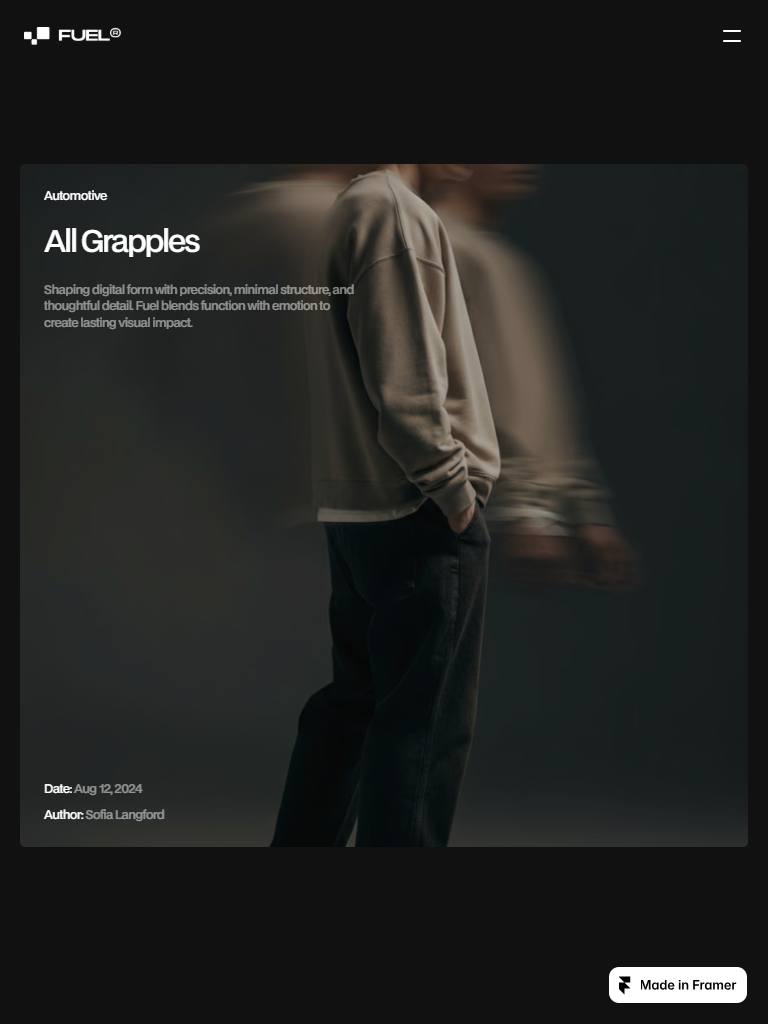 FUEL®
Automotive
All Grapples
Shaping digital form with precision, minimal structure, and
thoughtful detail. Fuel blends function with emotion to
create lasting visual impact.
Date: Aug 12, 2024
Author: Sofia Langford
Made in Framer